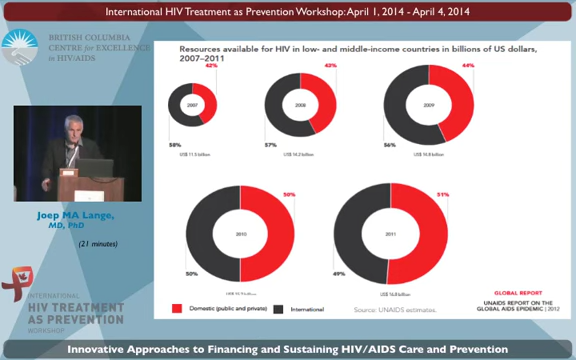 International HIV Treatment as Prevention Workshop: April 1, 2014 - April 4, 2014
BRITISH COLUMBIA
CENTRE for EXCELLENCE
in HIV/AIDS
Joep MA Lange,
MD, PhD
(21 minutes)
INTERNATIONAL
HIV TREATMENT
AS PREVENTION
WORKSHOP
Resources available for HIV in low- and middle-income countries in billions of US dollars,
2007–2011
42%
2007
58%
US$ 11.5 billion
43%
2008
57%
US$ 14.2 billion
44%
2009
56%
US$ 14.8 billion
50%
2010
50%
51%
2011
49%
US$ 16.8 billion
Domestic (public and private)
International
Source: UNAIDS estimates.
GLOBAL REPORT
UNAIDS REPORT ON THE
GLOBAL AIDS EPIDEMIC | 2012
Innovative Approaches to Financing and Sustaining HIV/AIDS Care and Prevention